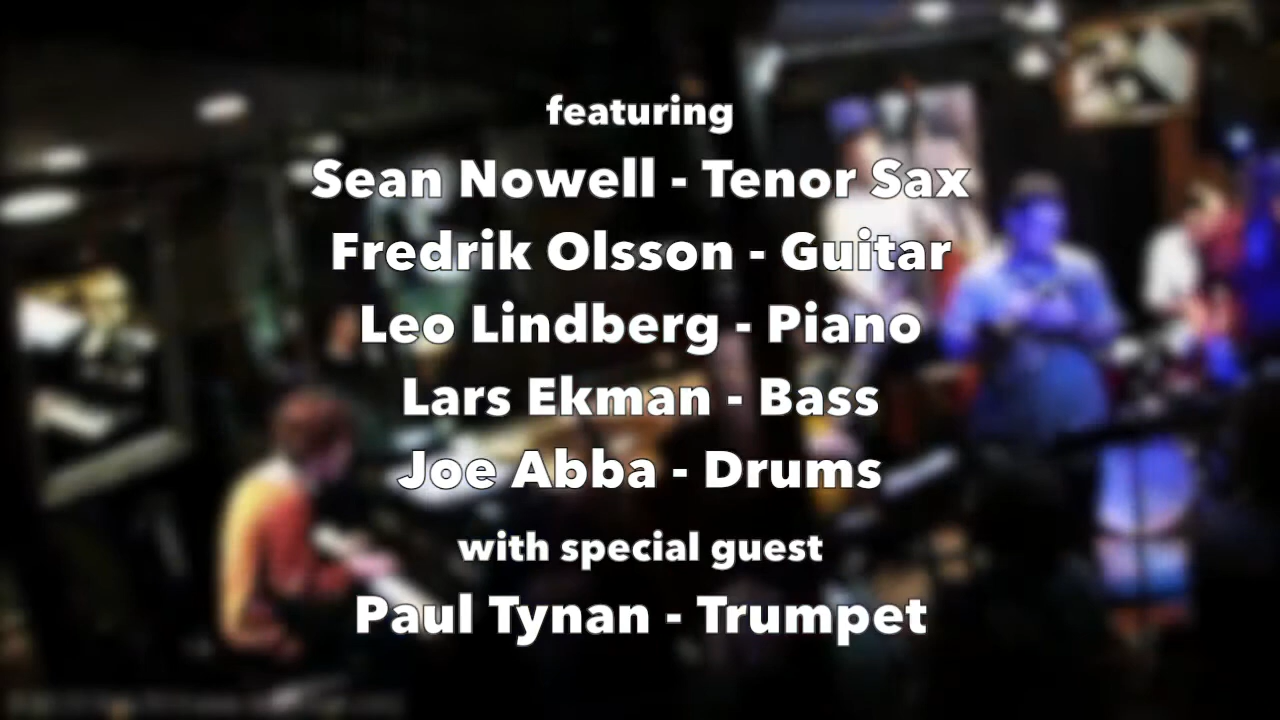 featuring
Sean Nowell - Tenor Sax
Fredrik Olsson - Guitar
Leo Lindberg - Piano
Lars Ekman - Bass
Joe Abba - Drums
with special guest
Paul Tynan - Trumpet